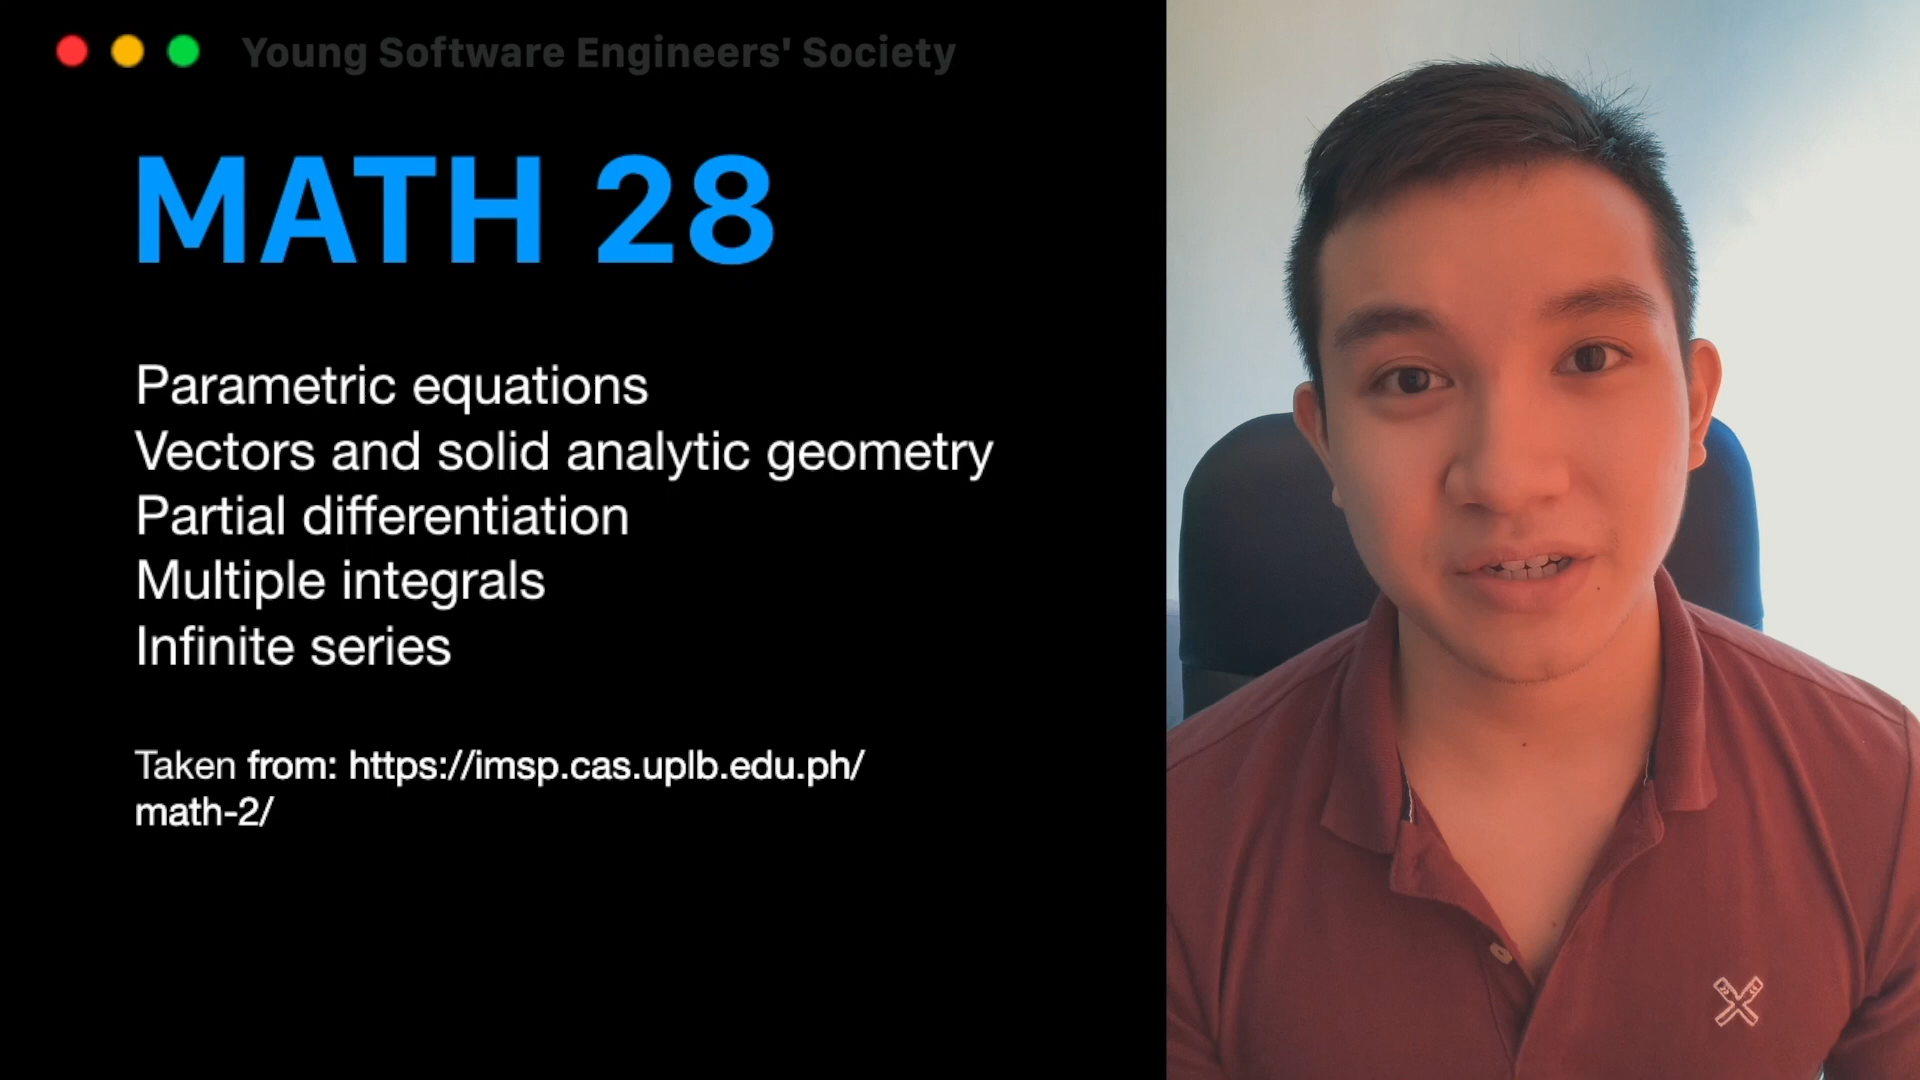 Young Software Engineers' Society
MATH 28
Parametric equations
Vectors and solid analytic geometry
Partial differentiation
Multiple integrals
Infinite series
Taken from: https://imsp.cas.uplb.edu.ph/
math-2/